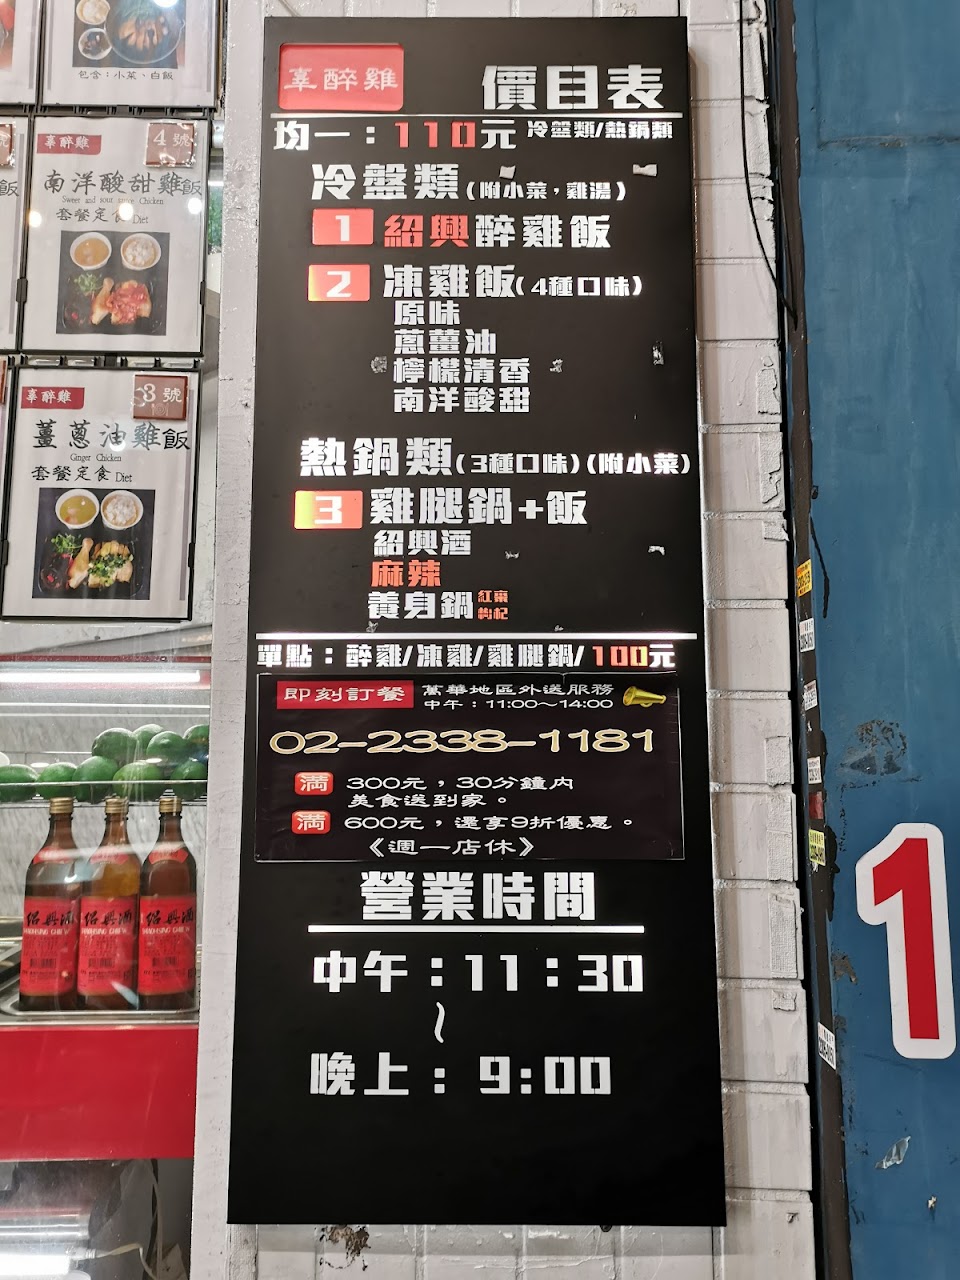 包含：小菜、白飯
辜醉雞
4號
南洋酸甜雞飯
Sweet and sour sauce Chicken
套餐定食 Diet
辜醉雞
3號
薑蔥油雞飯
Ginger Chicken
套餐定食 Diet
辜醉雞
價目表
均一：110元 冷盤類/熱鍋類
冷盤類(附小菜，雞湯)
1 紹興醉雞飯
2 凍雞飯(4種口味)
原味
蔥薑油
檸檬清香
南洋酸甜
熱鍋類(3種口味)(附小菜)
3 雞腿鍋+飯
紹興酒
麻辣
養身鍋 紅棗 枸杞
單點：醉雞/凍雞/雞腿鍋/100元
即刻訂餐 萬華地區外送服務
中午：11:00～14:00
02-2338-1181
滿 300元，30分鐘內
美食送到家。
滿 600元，還享9折優惠。
《週一店休》
營業時間
中午：11：30
～
晚上：9:00
紹興酒
紹興酒
紹興酒
1